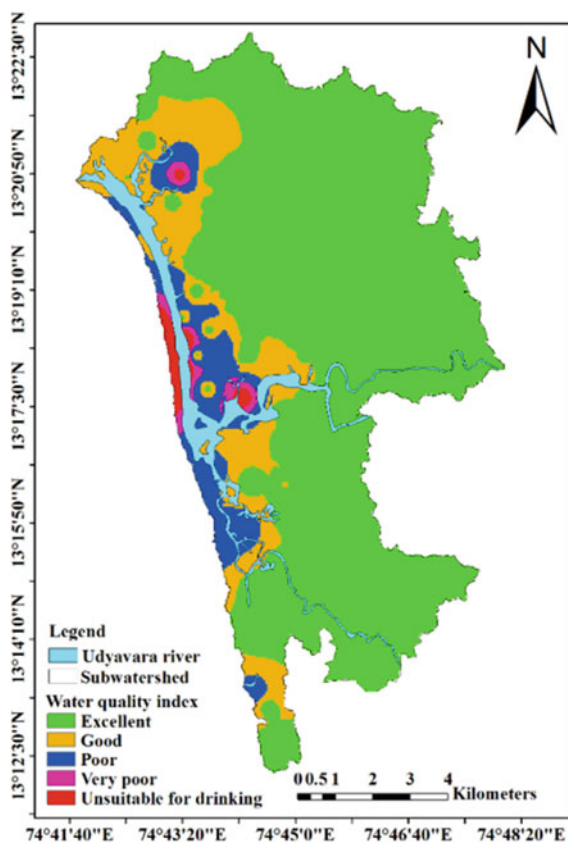 N
13°22'30''N
13°20'50''N
13°19'10''N
13°17'30''N
13°15'50''N
13°14'10''N
13°12'30''N
Legend
Udyavara river
Subwatershed
Water quality index
Excellent
Good
Poor
Very poor
Unsuitable for drinking
0 0.5 1 2 3 4
Kilometers
74°41'40''E 74°43'20''E 74°45'0''E 74°46'40''E 74°48'20''E